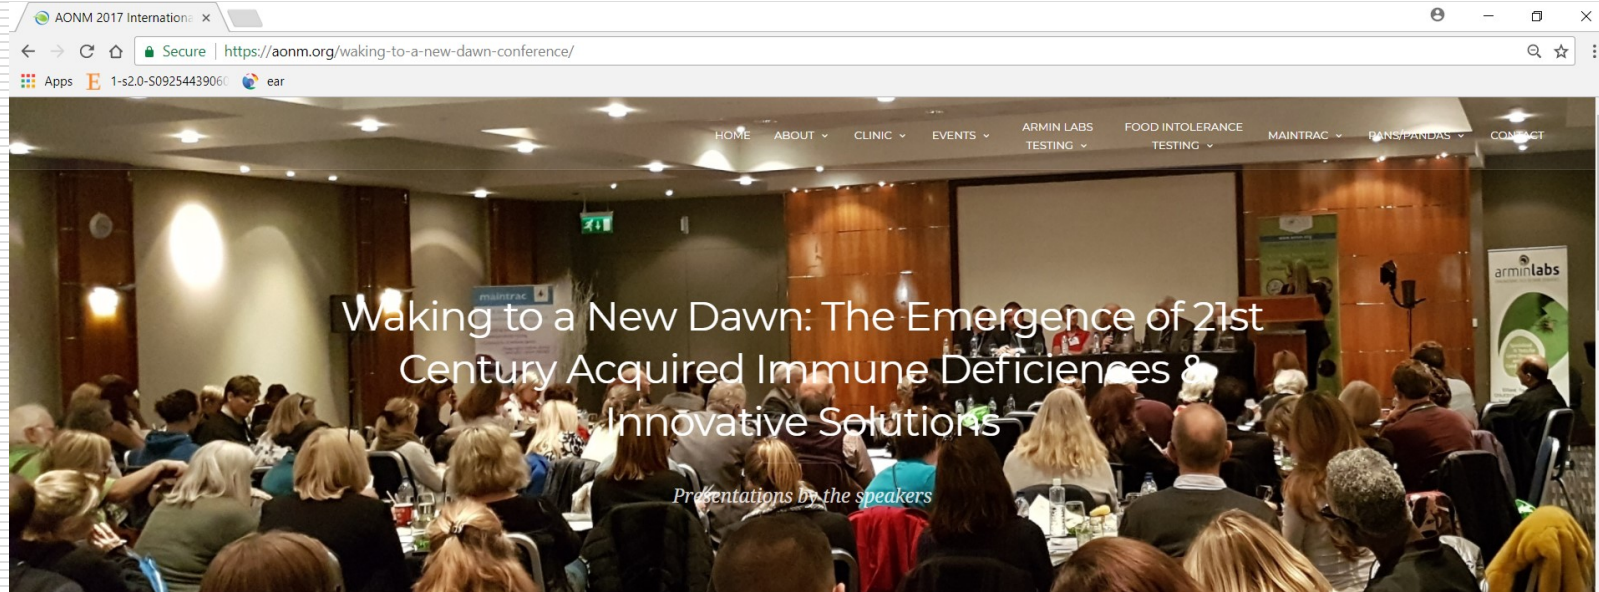 AONM 2017 Internationa
Secure https://aonm.org/waking-to-a-new-dawn-conference/
Apps 1-s2.0-S09254439060 ear
HOME ABOUT CLINIC EVENTS ARMIN LABS TESTING FOOD INTOLERANCE TESTING MAINTRAC PANS/PANDAS CONTACT
maintrac
arminlabs
Waking to a New Dawn: The Emergence of 21st
Century Acquired Immune Deficiences &
Innovative Solutions
Presentations by the speakers